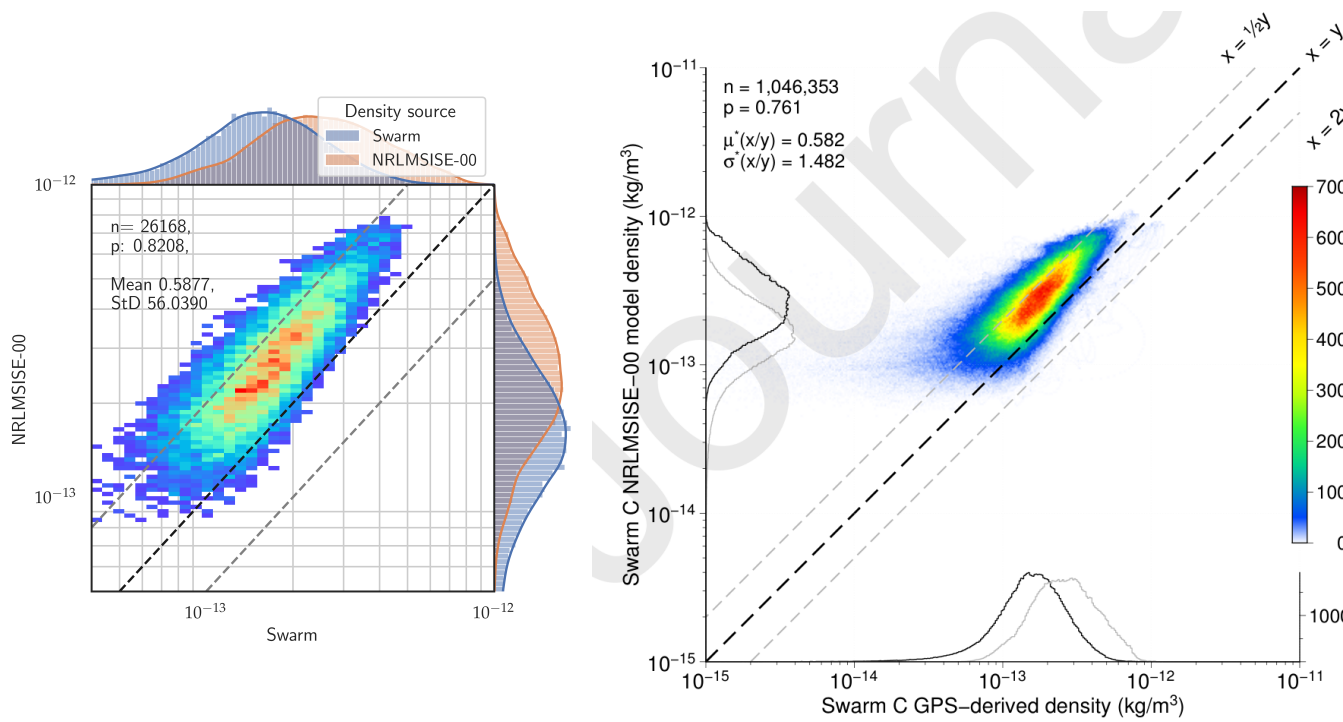 Density source
Swarm
NRLMSISE-00
10⁻¹²
n= 26168,
p: 0.8208,
Mean 0.5877,
StD 56.0390
NRLMSISE-00
10⁻¹³
10⁻¹³
10⁻¹²
Swarm
Journa
x = ½y
x = y
x = 2
10⁻¹¹
n = 1,046,353
p = 0.761
μ*(x/y) = 0.582
σ*(x/y) = 1.482
10⁻¹²
10⁻¹³
10⁻¹⁴
10⁻¹⁵
Swarm C NRLMSISE−00 model density (kg/m³)
700
600
500
400
300
200
100
0
1000
10⁻¹⁵
10⁻¹⁴
10⁻¹³
10⁻¹²
10⁻¹¹
Swarm C GPS−derived density (kg/m³)